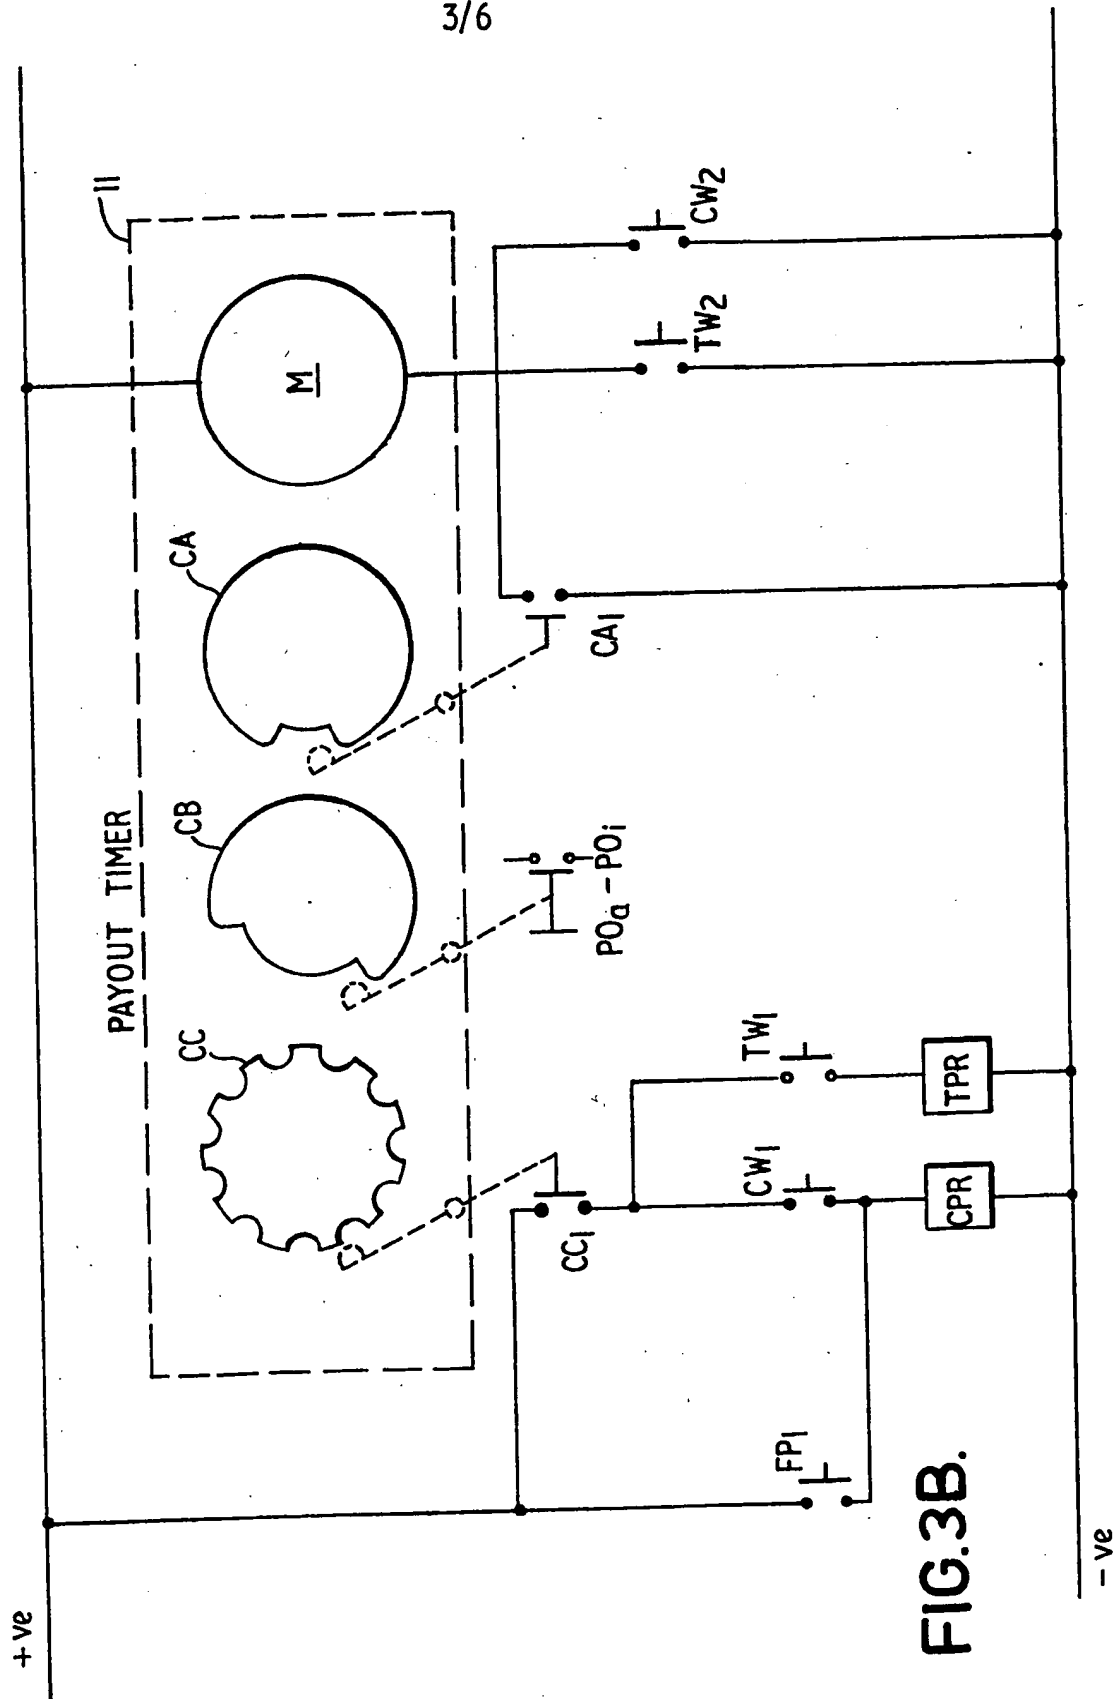 3/6
+ve
PAYOUT TIMER
11
CC
CB
CA
M
CC1
POa – POi
CA1
FP1
CW1
TW1
TW2
CW2
CPR
TPR
-ve
FIG.3B.